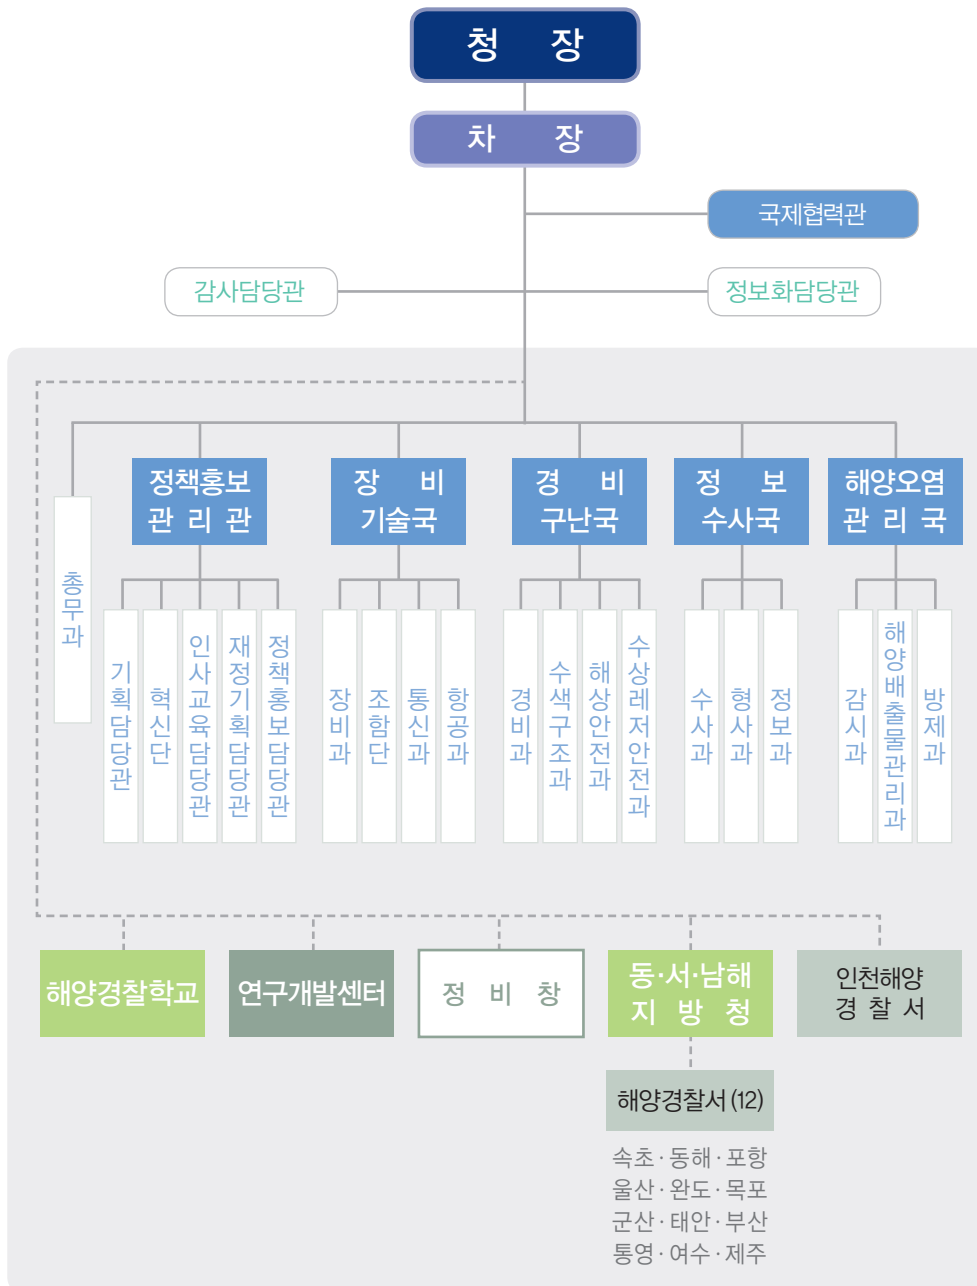 청 장
차 장
국제협력관
감사담당관
정보화담당관
총무과
정책홍보
관 리 관
장 비
기술국
경 비
구난국
정 보
수사국
해양오염
관 리 국
기획담당관
혁신단
인사교육담당관
재정기획담당관
정책홍보담당관
장비과
조함단
통신과
항공과
경비과
수색구조과
해상안전과
수상레저안전과
수사과
형사과
정보과
감시과
해양배출물관리과
방제과
해양경찰학교
연구개발센터
정 비 창
동·서·남해
지 방 청
인천해양
경 찰 서
해양경찰서 (12)
속초 · 동해 · 포항
울산 · 완도 · 목포
군산 · 태안 · 부산
통영 · 여수 · 제주